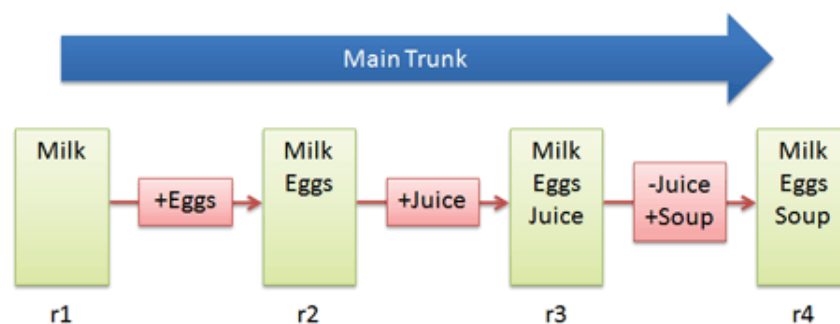 Main Trunk
Milk
+Eggs
Milk
Eggs
+Juice
Milk
Eggs
Juice
-Juice
+Soup
Milk
Eggs
Soup
r1
r2
r3
r4